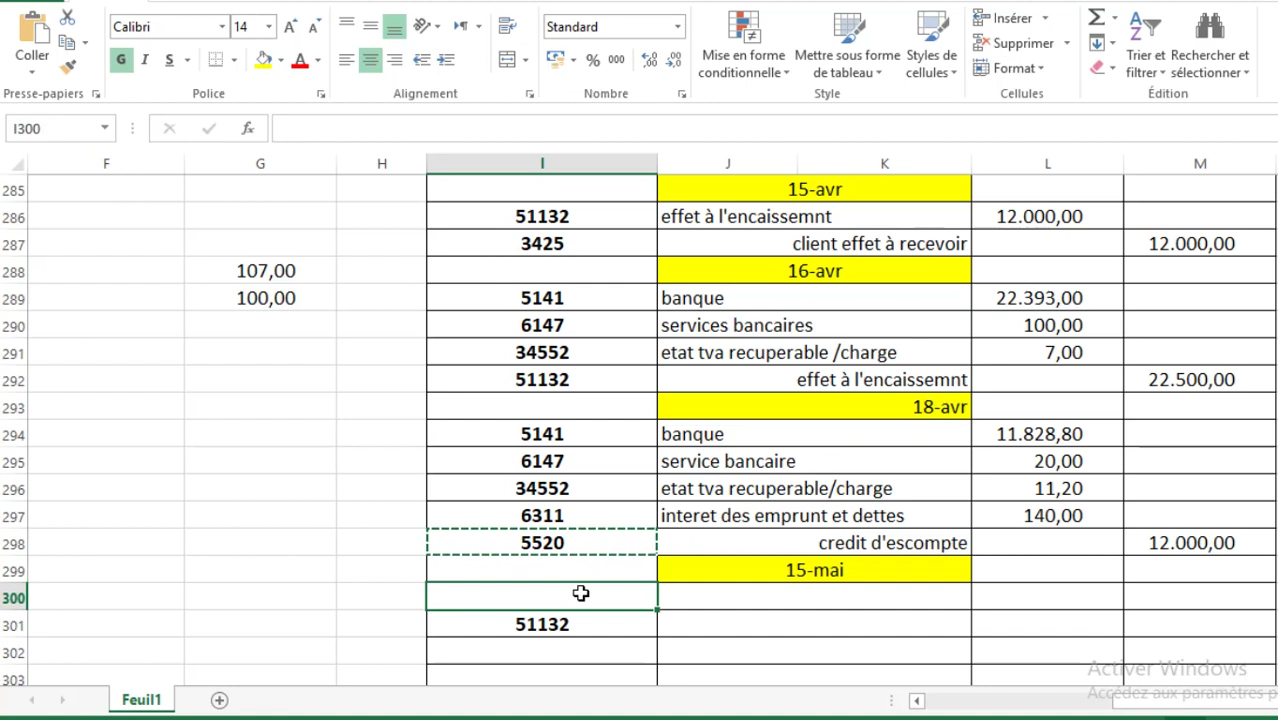 Calibri 14 Standard Insérer
Coller G I S % 000 Mise en forme conditionnelle Mettre sous forme de tableau Styles de cellules Supprimer Trier et filtrer Rechercher et sélectionner
Format
Presse-papiers Police Alignement Nombre Style Cellules Édition
I300 fx
F G H I J K L M
285 15-avr
286 51132 effet à l'encaissemnt 12.000,00
287 3425 client effet à recevoir 12.000,00
288 107,00 16-avr
289 100,00 5141 banque 22.393,00
290 6147 services bancaires 100,00
291 34552 etat tva recuperable /charge 7,00
292 51132 effet à l'encaissemnt 22.500,00
293 18-avr
294 5141 banque 11.828,80
295 6147 service bancaire 20,00
296 34552 etat tva recuperable/charge 11,20
297 6311 interet des emprunt et dettes 140,00
298 5520 credit d'escompte 12.000,00
299 15-mai
300
301 51132
302
303
Activer Windows
Accédez aux paramètres p
Feuil1